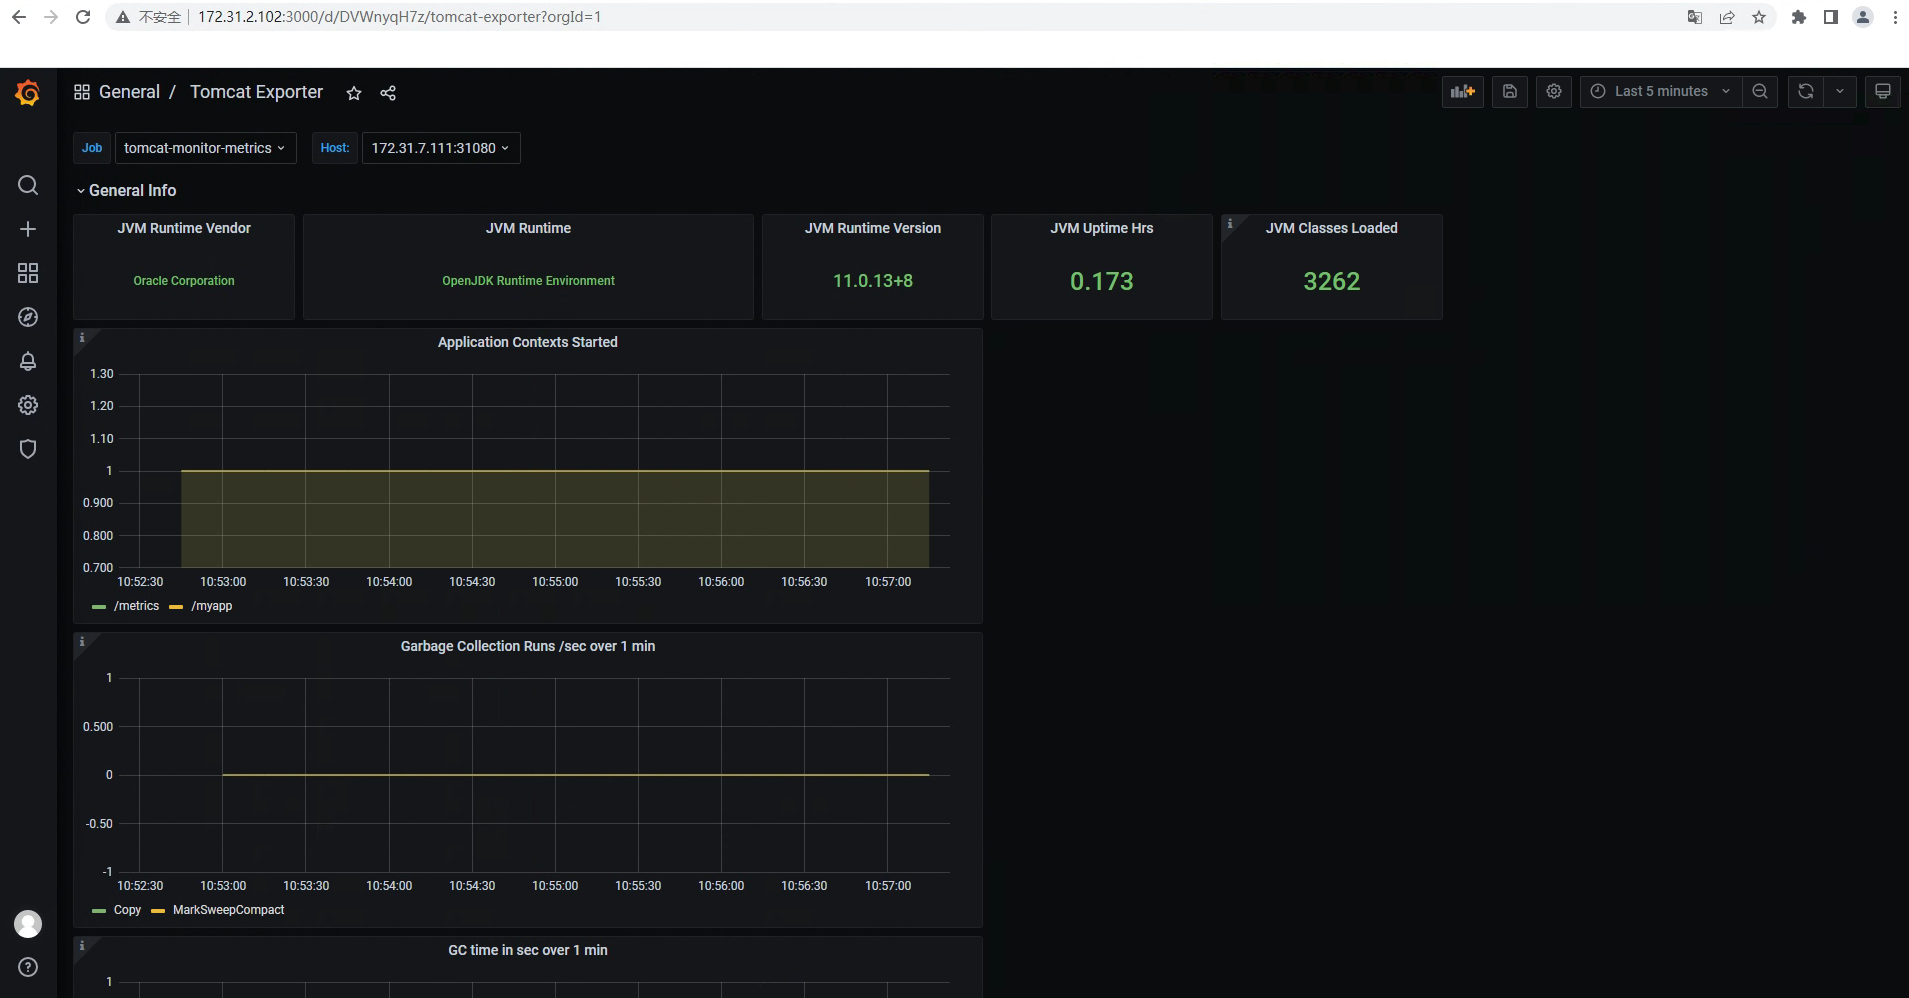 不安全 172.31.2.102:3000/d/DVWnyqH7z/tomcat-exporter?orgId=1
General / Tomcat Exporter
Last 5 minutes
Job tomcat-monitor-metrics Host: 172.31.7.111:31080
General Info
JVM Runtime Vendor
Oracle Corporation
JVM Runtime
OpenJDK Runtime Environment
JVM Runtime Version
11.0.13+8
JVM Uptime Hrs
0.173
JVM Classes Loaded
3262
Application Contexts Started
1.30
1.20
1.10
1
0.900
0.800
0.700
10:52:30 10:53:00 10:53:30 10:54:00 10:54:30 10:55:00 10:55:30 10:56:00 10:56:30 10:57:00
/metrics /myapp
Garbage Collection Runs /sec over 1 min
1
0.500
0
-0.50
-1
10:52:30 10:53:00 10:53:30 10:54:00 10:54:30 10:55:00 10:55:30 10:56:00 10:56:30 10:57:00
Copy MarkSweepCompact
GC time in sec over 1 min
1